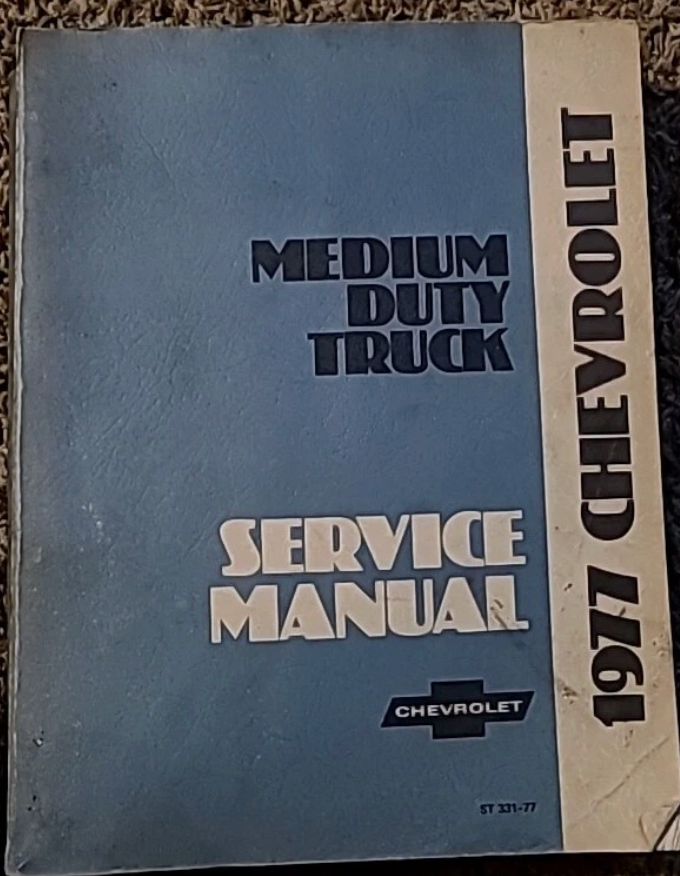 MEDIUM
DUTY
TRUCK
SERVICE
MANUAL
CHEVROLET
ST 331-77
1977 CHEVROLET